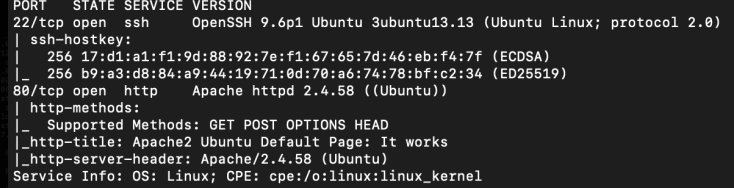 PORT   STATE SERVICE VERSION
22/tcp open  ssh     OpenSSH 9.6p1 Ubuntu 3ubuntu13.13 (Ubuntu Linux; protocol 2.0)
| ssh-hostkey:
|   256 17:d1:a1:f1:9d:88:92:7e:f1:67:65:7d:46:eb:f4:7f (ECDSA)
|_  256 b9:a3:d8:84:a9:44:19:71:0d:70:a6:74:78:bf:c2:34 (ED25519)
80/tcp open  http    Apache httpd 2.4.58 ((Ubuntu))
| http-methods:
|_  Supported Methods: GET POST OPTIONS HEAD
|_http-title: Apache2 Ubuntu Default Page: It works
|_http-server-header: Apache/2.4.58 (Ubuntu)
Service Info: OS: Linux; CPE: cpe:/o:linux:linux_kernel